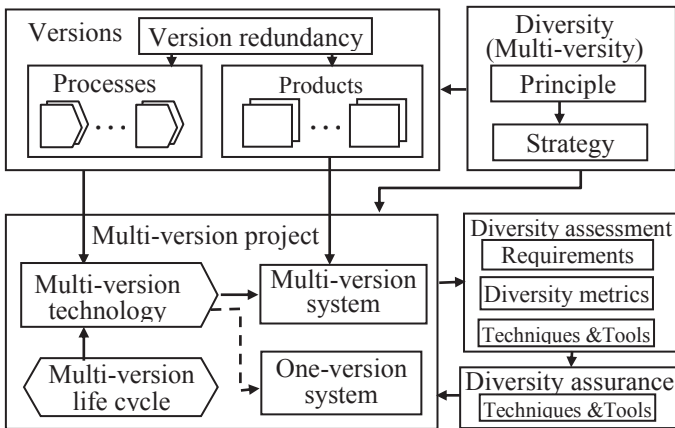 Versions
Version redundancy
Processes
Products
Diversity
(Multi-versity)
Principle
Strategy
Multi-version project
Multi-version
technology
Multi-version
system
Multi-version
life cycle
One-version
system
Diversity assessment
Requirements
Diversity metrics
Techniques &Tools
Diversity assurance
Techniques &Tools